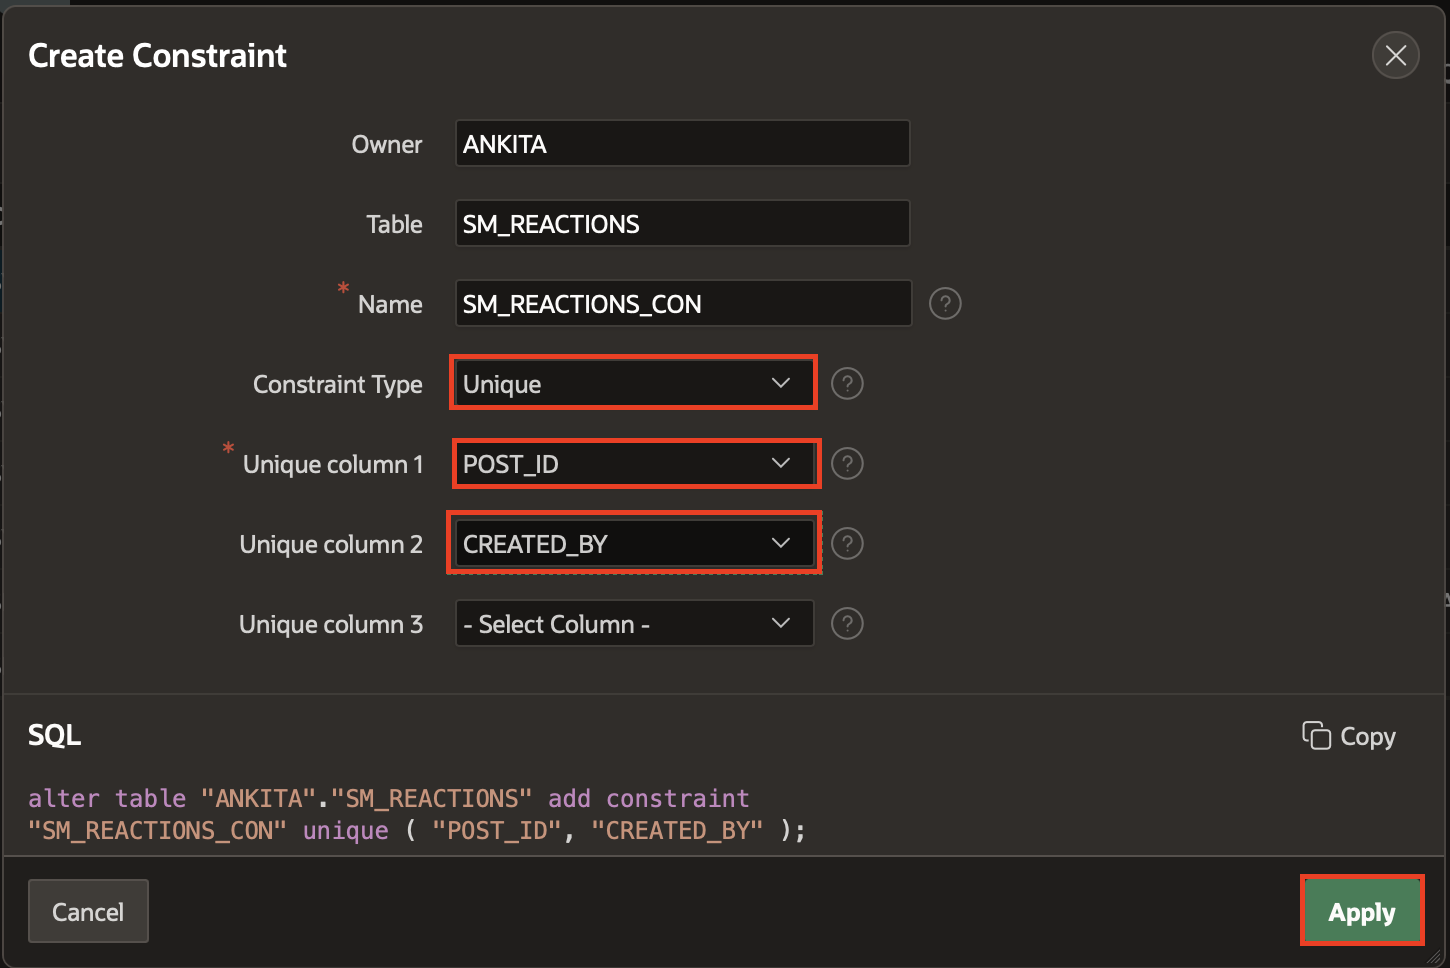 Create Constraint
Owner ANKITA
Table SM_REACTIONS
* Name SM_REACTIONS_CON ?
Constraint Type Unique ?
* Unique column 1 POST_ID ?
Unique column 2 CREATED_BY ?
Unique column 3 - Select Column - ?
SQL Copy
alter table "ANKITA"."SM_REACTIONS" add constraint
"SM_REACTIONS_CON" unique ( "POST_ID", "CREATED_BY" );
Cancel Apply